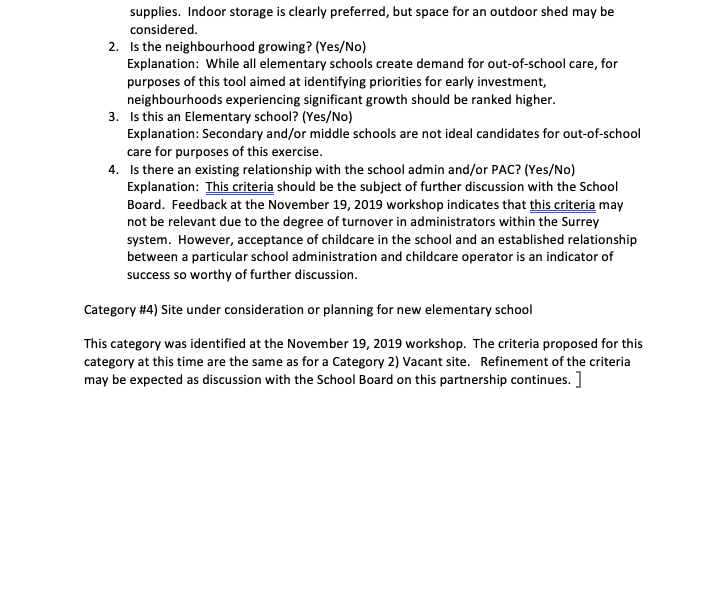 supplies.  Indoor storage is clearly preferred, but space for an outdoor shed may be
considered.
2. Is the neighbourhood growing? (Yes/No)
Explanation:  While all elementary schools create demand for out-of-school care, for
purposes of this tool aimed at identifying priorities for early investment,
neighbourhoods experiencing significant growth should be ranked higher.
3. Is this an Elementary school? (Yes/No)
Explanation: Secondary and/or middle schools are not ideal candidates for out-of-school
care for purposes of this exercise.
4. Is there an existing relationship with the school admin and/or PAC? (Yes/No)
Explanation:  This criteria should be the subject of further discussion with the School
Board.  Feedback at the November 19, 2019 workshop indicates that this criteria may
not be relevant due to the degree of turnover in administrators within the Surrey
system.  However, acceptance of childcare in the school and an established relationship
between a particular school administration and childcare operator is an indicator of
success so worthy of further discussion.
Category #4) Site under consideration or planning for new elementary school
This category was identified at the November 19, 2019 workshop.  The criteria proposed for this
category at this time are the same as for a Category 2) Vacant site.   Refinement of the criteria
may be expected as discussion with the School Board on this partnership continues. ]